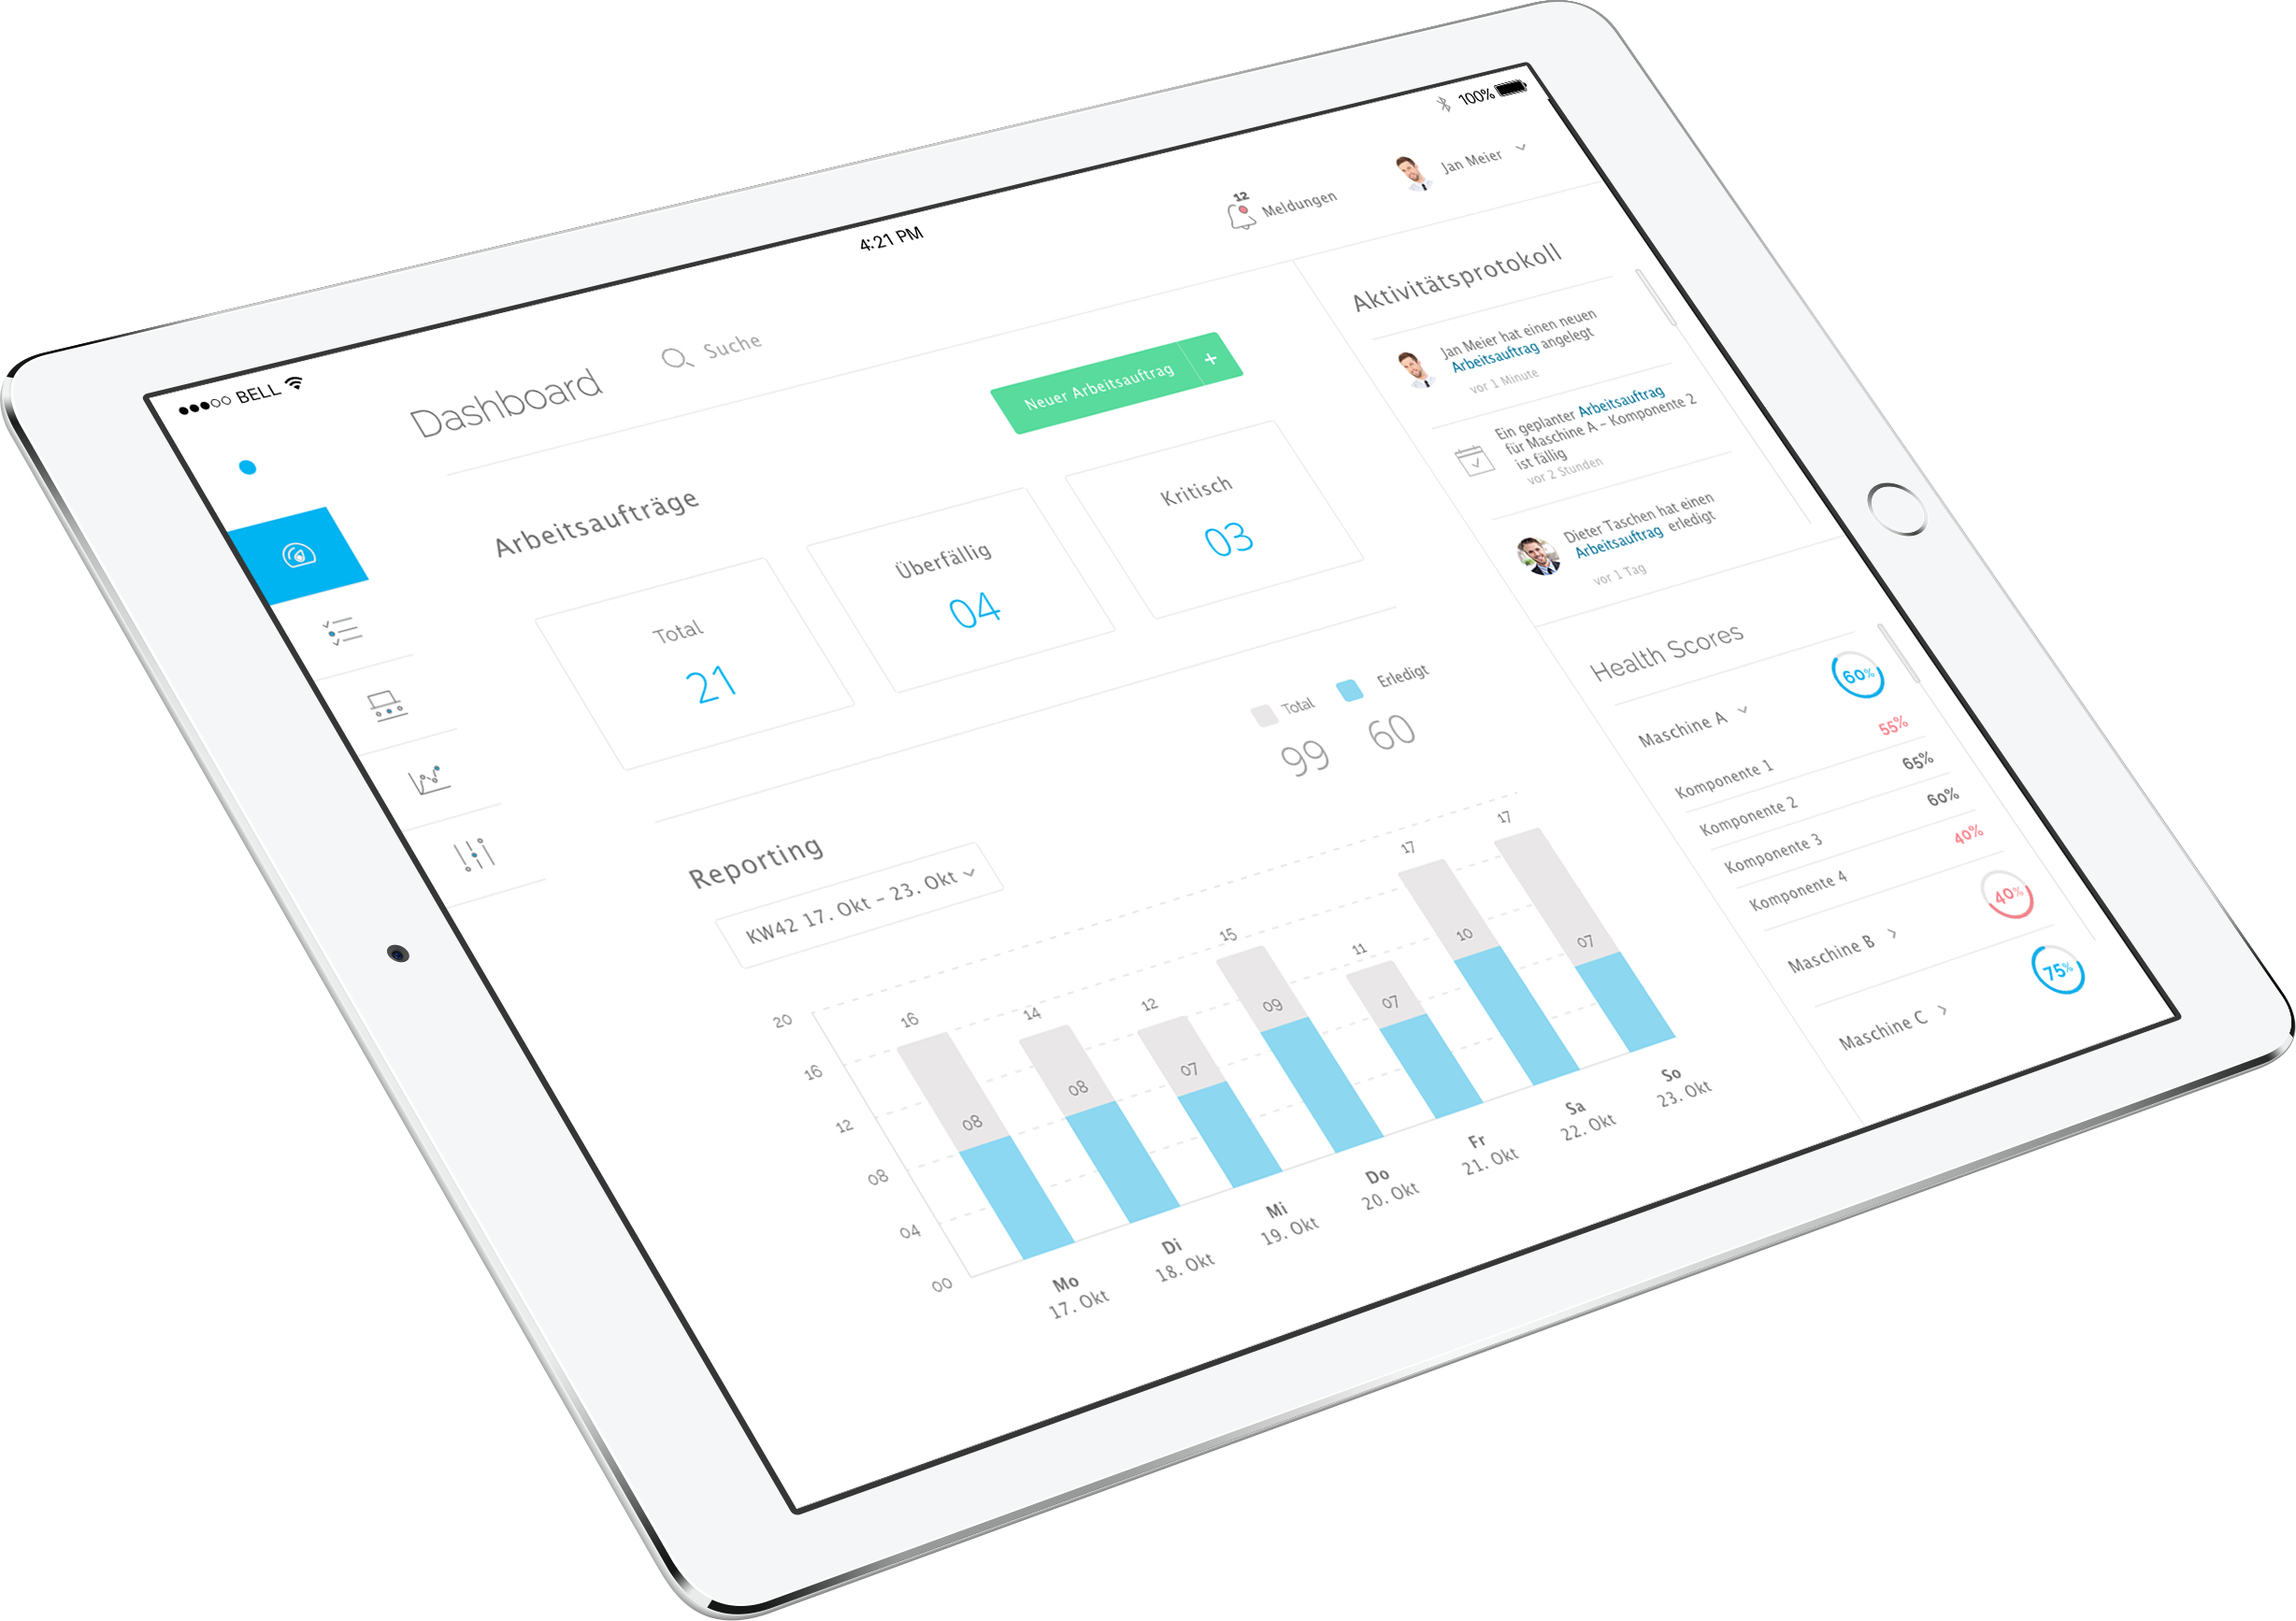 BELL
4:21 PM
100%
Dashboard
Suche
12
Meldungen
Jan Meier
Arbeitsaufträge
Neuer Arbeitsauftrag +
Total
21
Überfällig
04
Kritisch
03
Reporting
KW42 17. Okt – 23. Okt
Total
99
Erledigt
60
20
16
12
08
04
00
16
08
14
08
12
07
15
09
11
07
17
10
17
07
Mo
17. Okt
Di
18. Okt
Mi
19. Okt
Do
20. Okt
Fr
21. Okt
Sa
22. Okt
So
23. Okt
Aktivitätsprotokoll
Jan Meier hat einen neuen
Arbeitsauftrag angelegt
vor 1 Minute
Ein geplanter Arbeitsauftrag
für Maschine A – Komponente 2
ist fällig
vor 2 Stunden
Dieter Taschen hat einen
Arbeitsauftrag erledigt
vor 1 Tag
Health Scores
Maschine A 60%
Komponente 1 55%
Komponente 2 65%
Komponente 3 60%
Komponente 4 40%
Maschine B 40%
Maschine C 75%